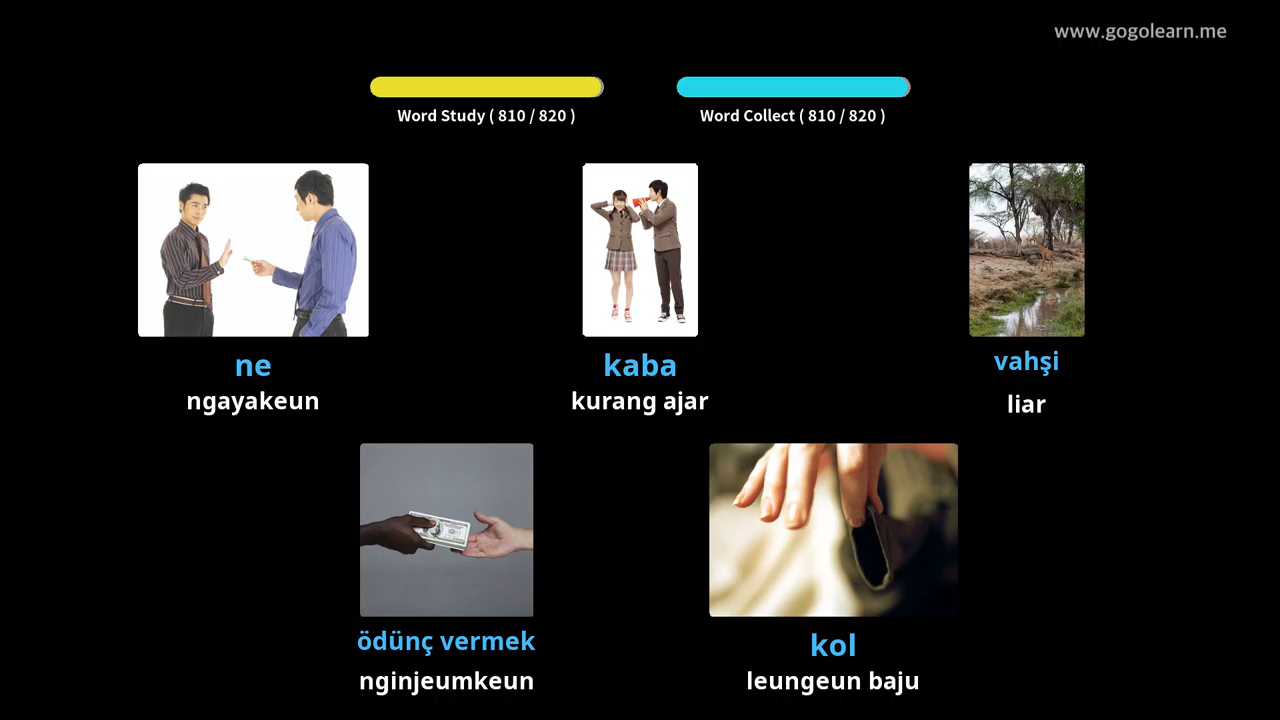 www.gogolearn.me
Word Study ( 810 / 820 )
Word Collect ( 810 / 820 )
ne
ngayakeun
kaba
kurang ajar
vahşi
liar
ödünç vermek
nginjeumkeun
kol
leungeun baju